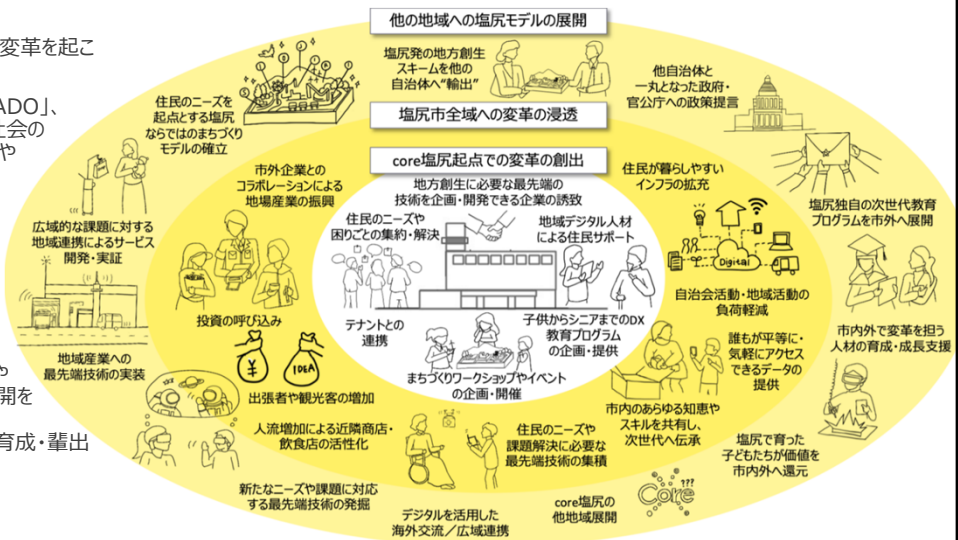 変革を起こ
ADO」、
社会の
や
や
開を
育成・輩出
他の地域への塩尻モデルの展開
塩尻発の地方創生
スキームを他の
自治体へ“輸出”
他自治体と
一丸となった政府・
官公庁への政策提言
住民のニーズを
起点とする塩尻
ならではのまちづくり
モデルの確立
塩尻市全域への変革の浸透
市外企業との
コラボレーションによる
地場産業の振興
住民が暮らしやすい
インフラの拡充
core塩尻起点での変革の創出
地方創生に必要な最先端の
技術を企画・開発できる企業の誘致
住民のニーズや
困りごとの集約・解決
地域デジタル人材
による住民サポート
塩尻独自の次世代教育
プログラムを市外へ展開
広域的な課題に対する
地域連携によるサービス
開発・実証
Digital
投資の呼び込み
自治会活動・地域活動の
負荷軽減
テナントとの
連携
子供からシニアまでのDX
教育プログラム
の企画・提供
まちづくりワークショップやイベント
の企画・開催
誰もが平等に・
気軽にアクセス
できるデータの
提供
市内外で変革を担う
人材の育成・成長支援
地域産業への
最先端技術の実装
¥
IDEA
出張者や観光客の増加
人流増加による近隣商店・
飲食店の活性化
住民のニーズや
課題解決に必要な
最先端技術の集積
市内のあらゆる知恵や
スキルを共有し、
次世代へ伝承
塩尻で育った
子どもたちが価値を
市内外へ還元
新たなニーズや課題に対応
する最先端技術の発掘
デジタルを活用した
海外交流／広域連携
core塩尻の
他地域展開
Core
???